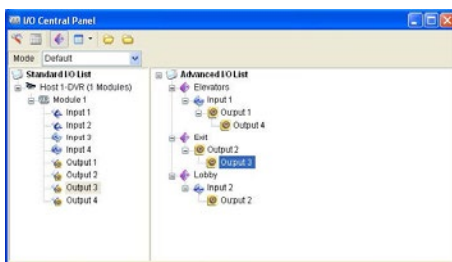 I/O Central Panel
Mode Default
Standard I/O List
Host 1-DVR (1 Modules)
Module 1
Input 1
Input 2
Input 3
Input 4
Output 1
Output 2
Output 3
Output 4
Advanced I/O List
Elevators
Input 1
Output 1
Output 4
Exit
Output 2
Output 3
Lobby
Input 2
Output 2